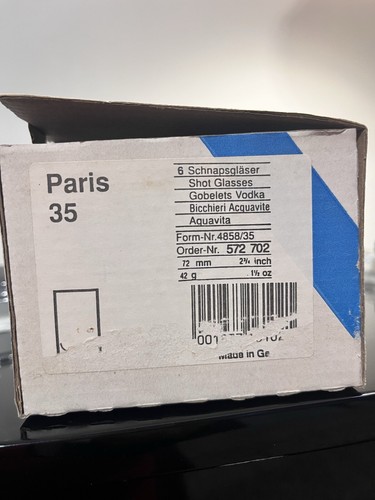 Paris
35
6 Schnapsgläser
Shot Glasses
Gobelets Vodka
Bicchieri Acquavite
Aquavita
Form-Nr.4858/35
Order-Nr. 572 702
72 mm 2¾ inch
42 g 1½ oz
001
Made in Ge